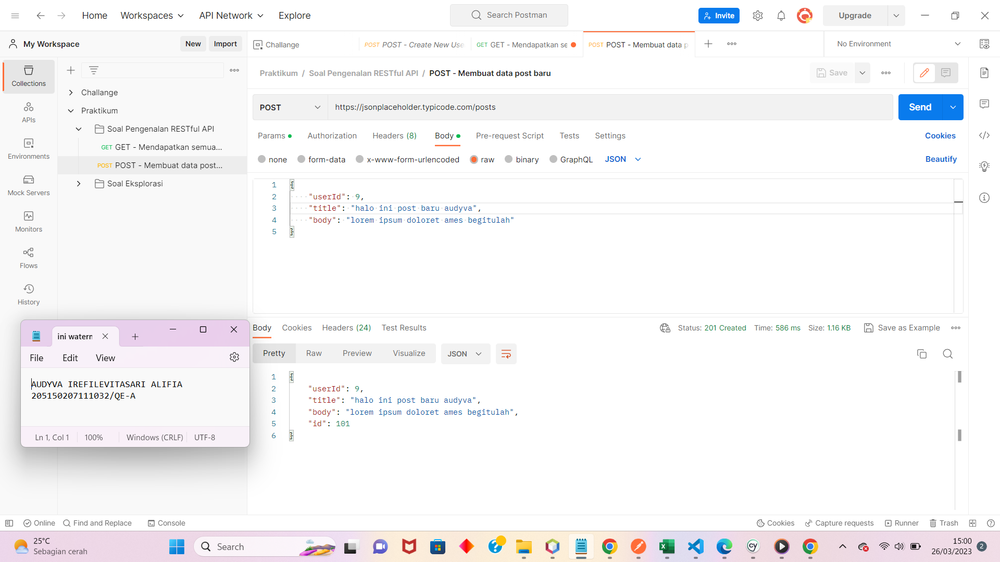 Home
Workspaces
API Network
Explore
Search Postman
Invite
Upgrade
My Workspace
New
Import
Challange
POST POST - Create New Use
GET GET - Mendapatkan se
POST POST - Membuat data p
No Environment
Collections
APIs
Environments
Mock Servers
Monitors
Flows
History
Challange
Praktikum
Soal Pengenalan RESTful API
GET GET - Mendapatkan semua...
POST POST - Membuat data post...
Soal Eksplorasi
Praktikum / Soal Pengenalan RESTful API / POST - Membuat data post baru
Save
POST
https://jsonplaceholder.typicode.com/posts
Send
Params
Authorization
Headers (8)
Body
Pre-request Script
Tests
Settings
Cookies
none
form-data
x-www-form-urlencoded
raw
binary
GraphQL
JSON
Beautify
1 {
2 "userId": 9,
3 "title": "halo ini post baru audyva",
4 "body": "lorem ipsum doloret ames begitulah"
5 }
Body
Cookies
Headers (24)
Test Results
Status: 201 Created
Time: 586 ms
Size: 1.16 KB
Save as Example
Pretty
Raw
Preview
Visualize
JSON
1 {
2 "userId": 9,
3 "title": "halo ini post baru audyva",
4 "body": "lorem ipsum doloret ames begitulah",
5 "id": 101
6 }
ini watern
File
Edit
View
AUDYVA IREFILEVITASARI ALIFIA
205150207111032/QE-A
Ln 1, Col 1
100%
Windows (CRLF)
UTF-8
Online
Find and Replace
Console
Cookies
Capture requests
Runner
Trash
25°C
Sebagian cerah
Search
CY
15:00
26/03/2023
2